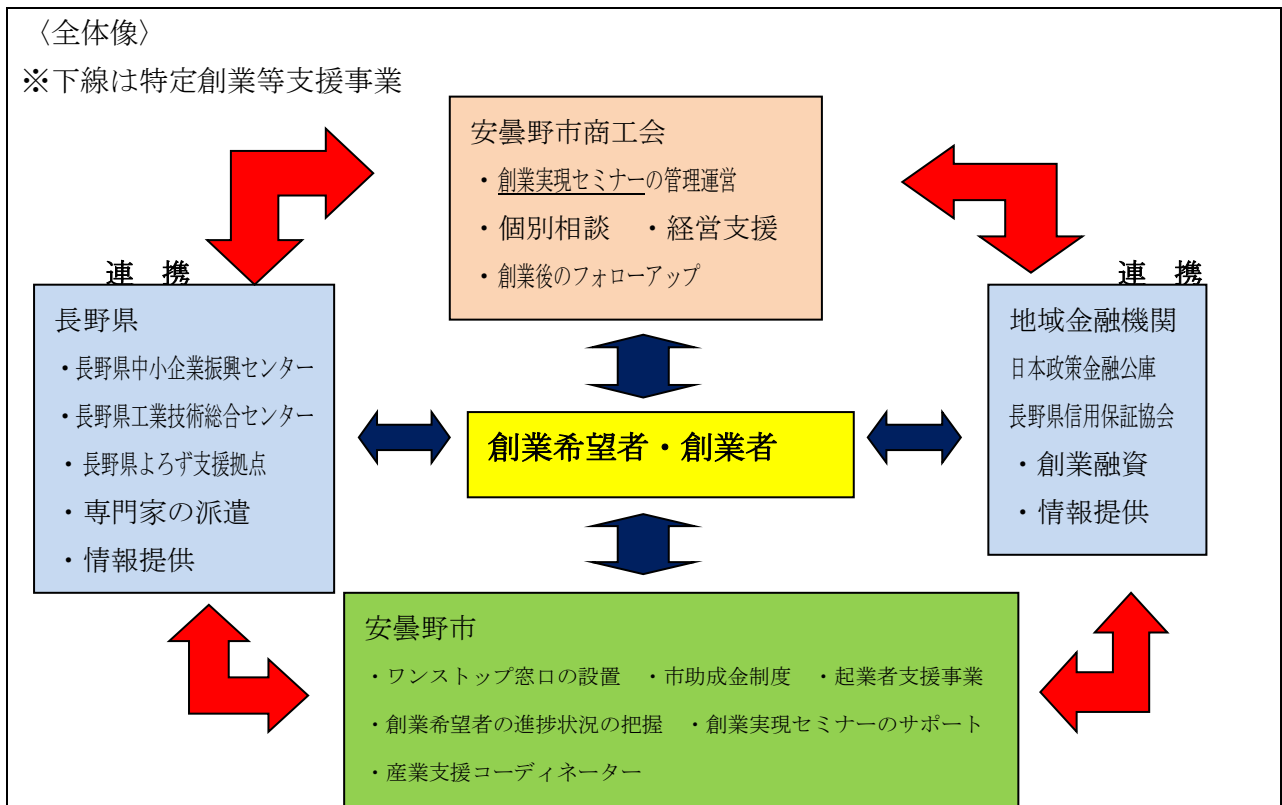 〈全体像〉
※下線は特定創業等支援事業
安曇野市商工会
・創業実現セミナーの管理運営
・個別相談　・経営支援
・創業後のフォローアップ
連　携
連　携
長野県
・長野県中小企業振興センター
・長野県工業技術総合センター
・長野県よろず支援拠点
・専門家の派遣
・情報提供
創業希望者・創業者
地域金融機関
日本政策金融公庫
長野県信用保証協会
・創業融資
・情報提供
安曇野市
・ワンストップ窓口の設置　・市助成金制度　・起業者支援事業
・創業希望者の進捗状況の把握　・創業実現セミナーのサポート
・産業支援コーディネーター